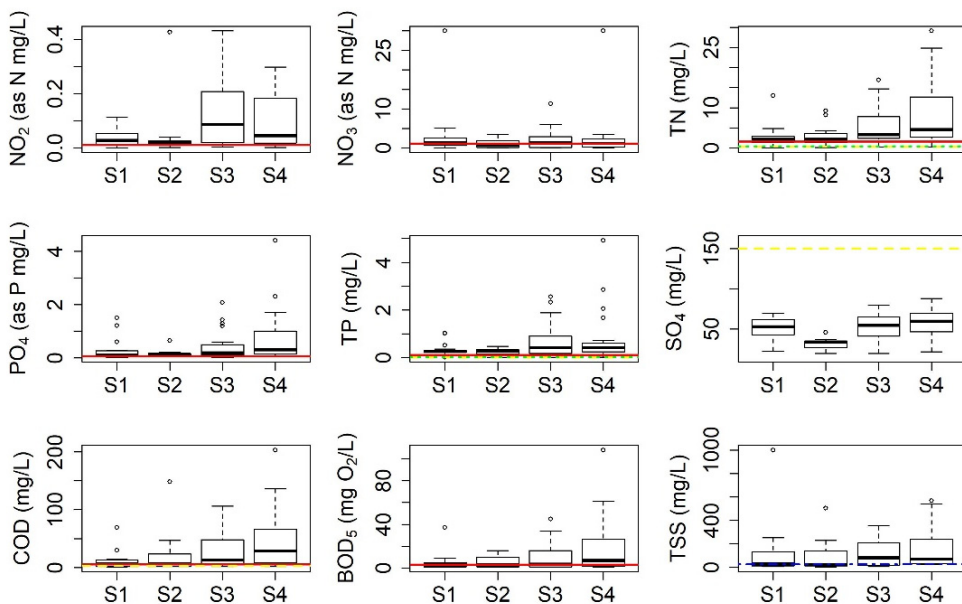 NO2 (as N mg/L)
0.0 0.2 0.4
S1 S2 S3 S4
NO3 (as N mg/L)
0 10 25
S1 S2 S3 S4
TN (mg/L)
0 10 25
S1 S2 S3 S4
PO4 (as P mg/L)
0 2 4
S1 S2 S3 S4
TP (mg/L)
0 2 4
S1 S2 S3 S4
SO4 (mg/L)
50 150
S1 S2 S3 S4
COD (mg/L)
0 100 200
S1 S2 S3 S4
BOD5 (mg O2/L)
0 40 80
S1 S2 S3 S4
TSS (mg/L)
0 400 1000
S1 S2 S3 S4